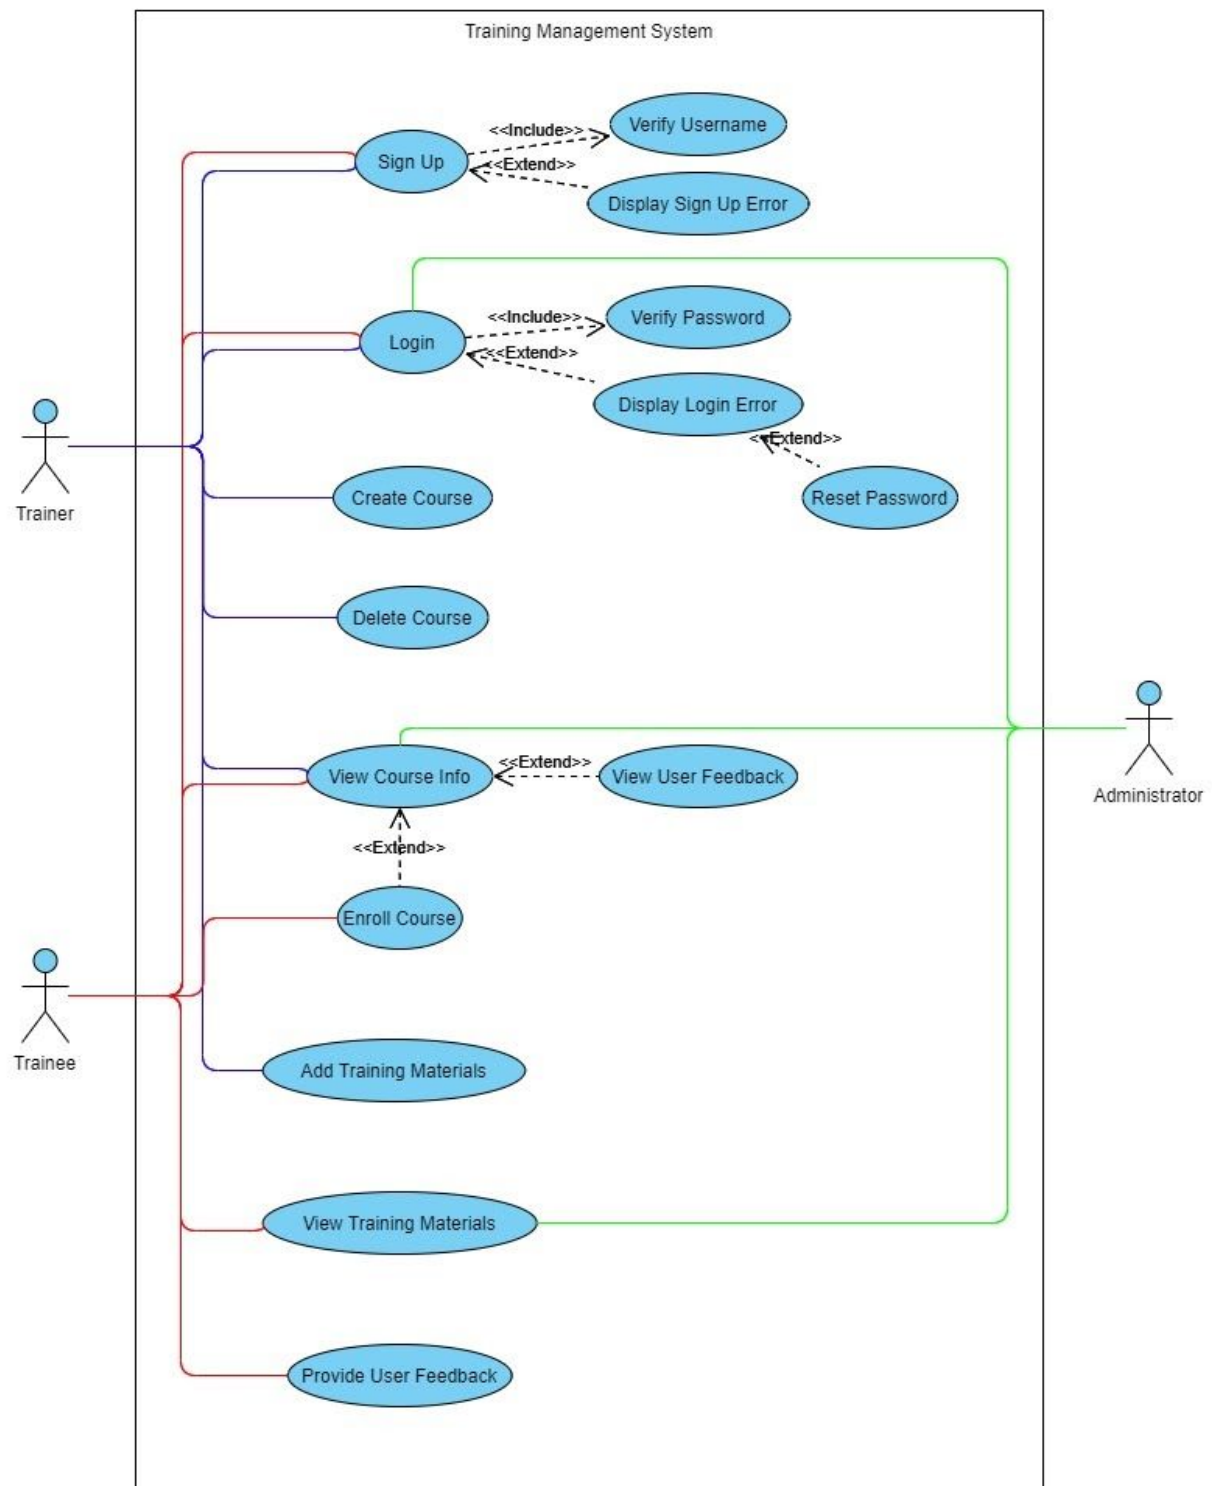 Training Management System
Verify Username
<<Include>>
Sign Up
<<Extend>>
Display Sign Up Error
Verify Password
<<Include>>
Login
<<Extend>>
Display Login Error
<<Extend>>
Reset Password
Create Course
Trainer
Delete Course
<<Extend>>
View Course Info
View User Feedback
Administrator
<<Extend>>
Enroll Course
Trainee
Add Training Materials
View Training Materials
Provide User Feedback